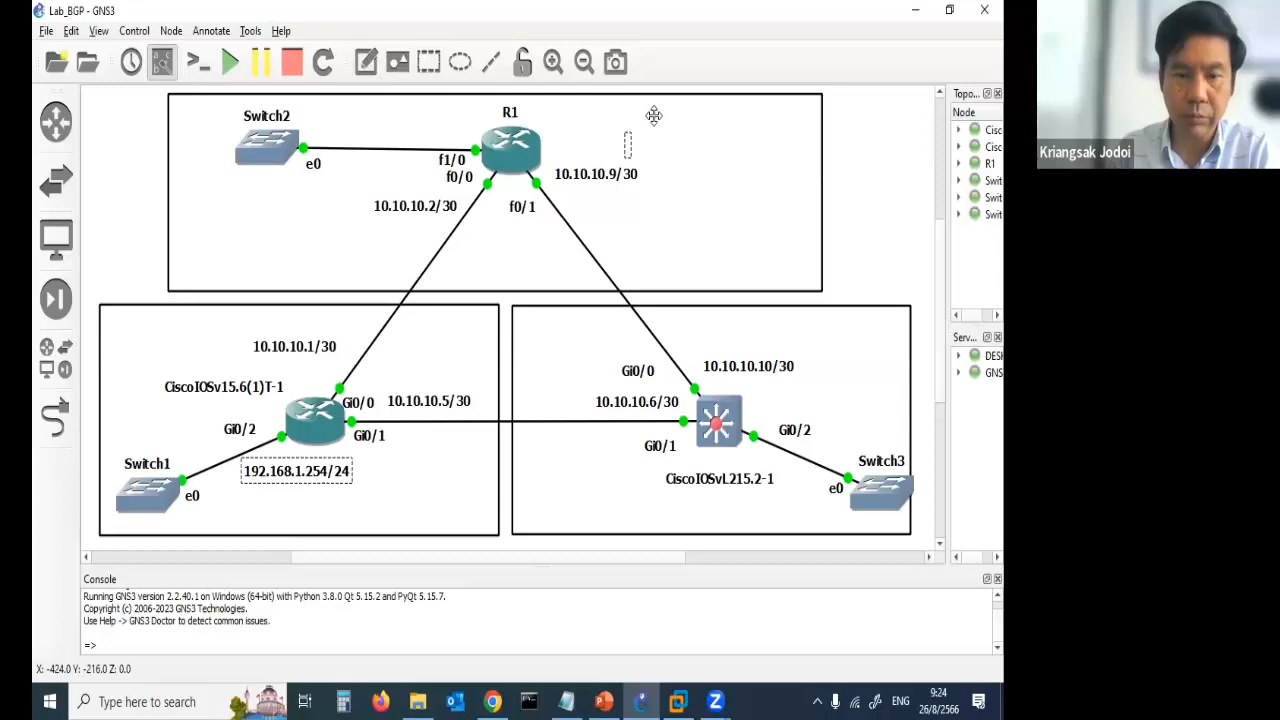 Lab_BGP - GNS3
File Edit View Control Node Annotate Tools Help
Switch2
R1
e0
f1/0
f0/0
10.10.10.9/30
10.10.10.2/30
f0/1
10.10.10.1/30
CiscoIOSv15.6(1)T-1
Gi0/0
10.10.10.5/30
Gi0/2
Gi0/1
Switch1
192.168.1.254/24
e0
Gi0/0
10.10.10.10/30
10.10.10.6/30
Gi0/1
Gi0/2
CiscoIOSvL215.2-1
Switch3
e0
Topo...
Node
Cisc
Cisc
R1
Swit
Swit
Swit
Serv...
DESK
GNS
Console
Running GNS3 version 2.2.40.1 on Windows (64-bit) with Python 3.8.0 Qt 5.15.2 and PyQt 5.15.7.
Copyright (c) 2006-2023 GNS3 Technologies.
Use Help -> GNS3 Doctor to detect common issues.
=>
X: -424.0 Y: -216.0 Z: 0.0
Type here to search
ENG
9:24
26/8/2566
Kriangsak Jodoi